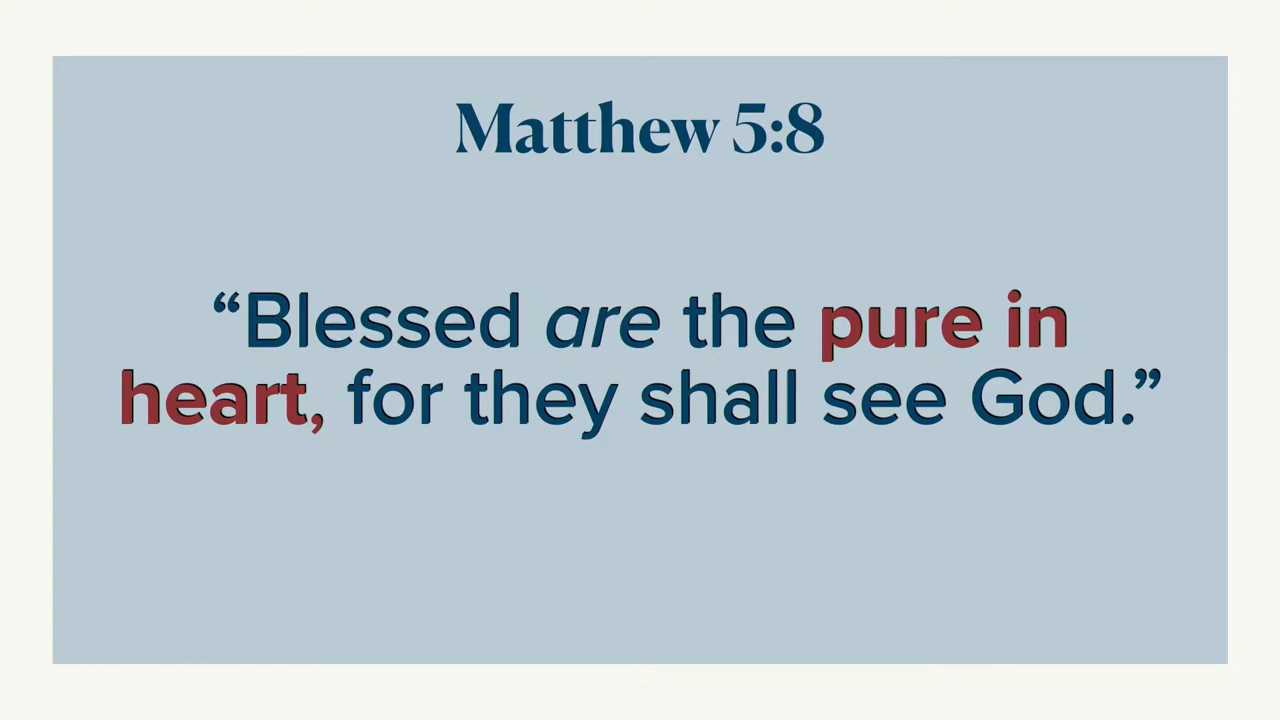 Matthew 5:8
“Blessed are the pure in
heart, for they shall see God.”